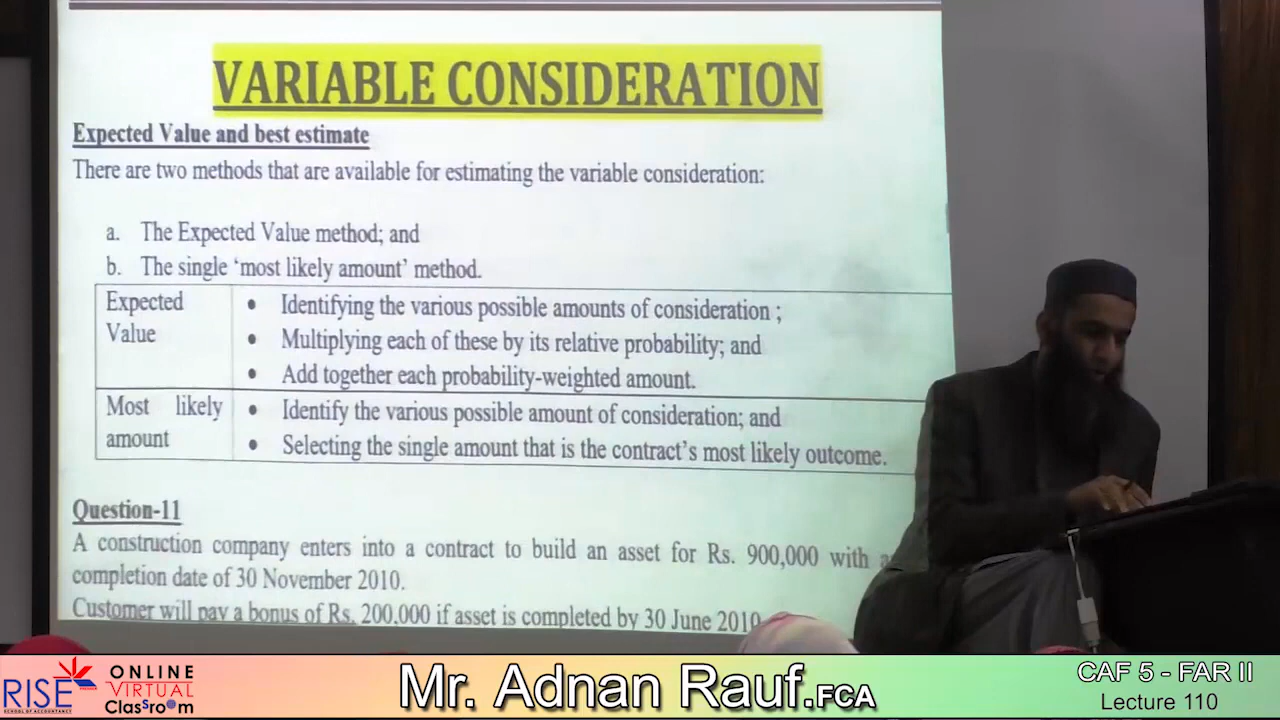 VARIABLE CONSIDERATION
Expected Value and best estimate
There are two methods that are available for estimating the variable consideration:
a. The Expected Value method; and
b. The single ‘most likely amount’ method.
Expected
Value
• Identifying the various possible amounts of consideration ;
• Multiplying each of these by its relative probability; and
• Add together each probability-weighted amount.
Most likely
amount
• Identify the various possible amount of consideration; and
• Selecting the single amount that is the contract’s most likely outcome.
Question-11
A construction company enters into a contract to build an asset for Rs. 900,000 with
completion date of 30 November 2010.
Customer will pay a bonus of Rs. 200,000 if asset is completed by 30 June 2010
RISE
SCHOOL OF ACCOUNTANCY
ONLINE
VIRTUAL
Classroom
Mr. Adnan Rauf.FCA
CAF 5 - FAR II
Lecture 110